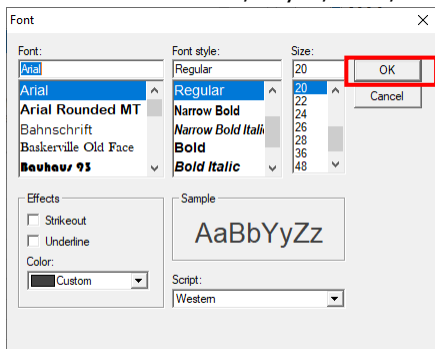 Font
Font: Font style: Size:
Arial Regular 20 OK
Arial Regular 20 Cancel
Arial Rounded MT Narrow Bold 22
Bahnschrift Narrow Bold Itali 24
Baskerville Old Face Bold 26
Bauhaus 93 Bold Italic 28
36
48
Effects Sample
Strikeout
Underline AaBbYyZz
Color:
Custom Script:
Western